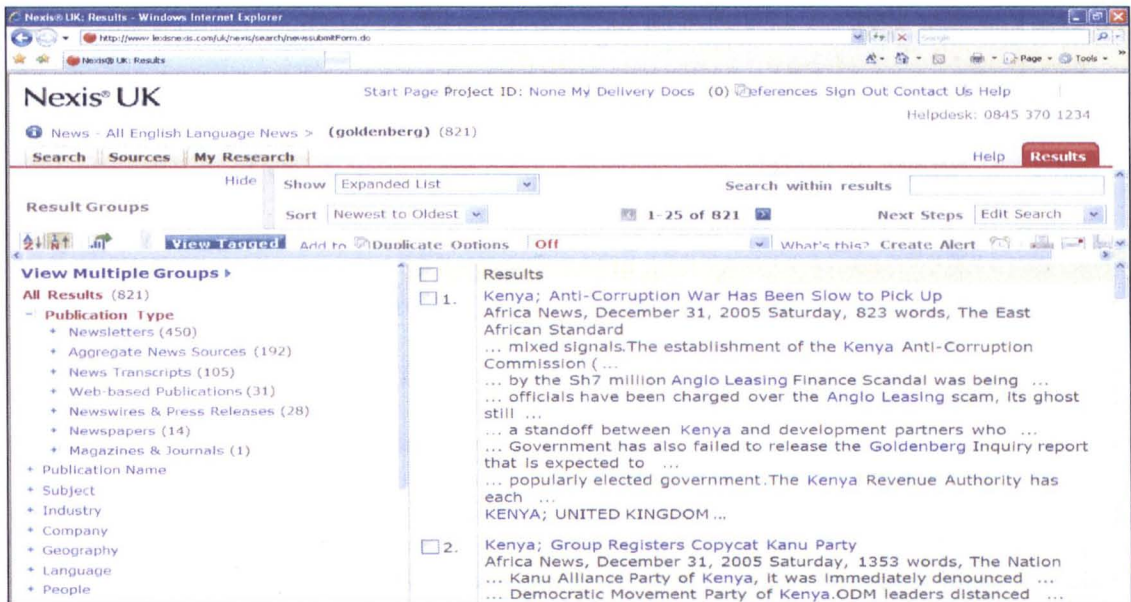 Nexis® UK: Results - Windows Internet Explorer
http://www.lexisnexis.com/uk/nexis/search/newssubmitForm.do
Google
Nexis® UK: Results
Page Tools
Nexis® UK
Start Page Project ID: None My Delivery Docs (0) eferences Sign Out Contact Us Help
Helpdesk: 0845 370 1234
News - All English Language News > (goldenberg) (821)
Search Sources My Research Help Results
Hide Show Expanded List Search within results
Result Groups
Sort Newest to Oldest 1-25 of 821 Next Steps Edit Search
View Tagged Add to Duplicate Options Off What's this? Create Alert
View Multiple Groups
All Results (821)
Publication Type
Newsletters (450)
Aggregate News Sources (192)
News Transcripts (105)
Web-based Publications (31)
Newswires & Press Releases (28)
Newspapers (14)
Magazines & Journals (1)
Publication Name
Subject
Industry
Company
Geography
Language
People
Results
1. Kenya; Anti-Corruption War Has Been Slow to Pick Up
Africa News, December 31, 2005 Saturday, 823 words, The East
African Standard
... mixed signals.The establishment of the Kenya Anti-Corruption
Commission ( ...
... by the Sh7 million Anglo Leasing Finance Scandal was being ...
... officials have been charged over the Anglo Leasing scam, its ghost
still ...
... a standoff between Kenya and development partners who ...
... Government has also failed to release the Goldenberg Inquiry report
that is expected to ...
... popularly elected government.The Kenya Revenue Authority has
each ...
KENYA; UNITED KINGDOM ...
2. Kenya; Group Registers Copycat Kanu Party
Africa News, December 31, 2005 Saturday, 1353 words, The Nation
... Kanu Alliance Party of Kenya, it was immediately denounced ...
... Democratic Movement Party of Kenya.ODM leaders distanced ...